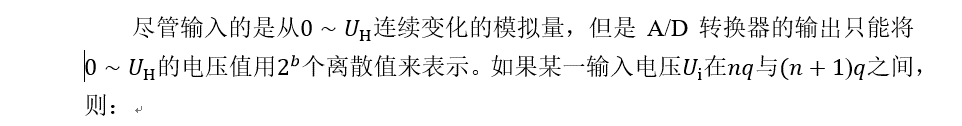 尽管输入的是从0 ~ U_H连续变化的模拟量，但是 A/D 转换器的输出只能将
0 ~ U_H的电压值用2^b个离散值来表示。如果某一输入电压U_i在nq与(n + 1)q之间，
则：